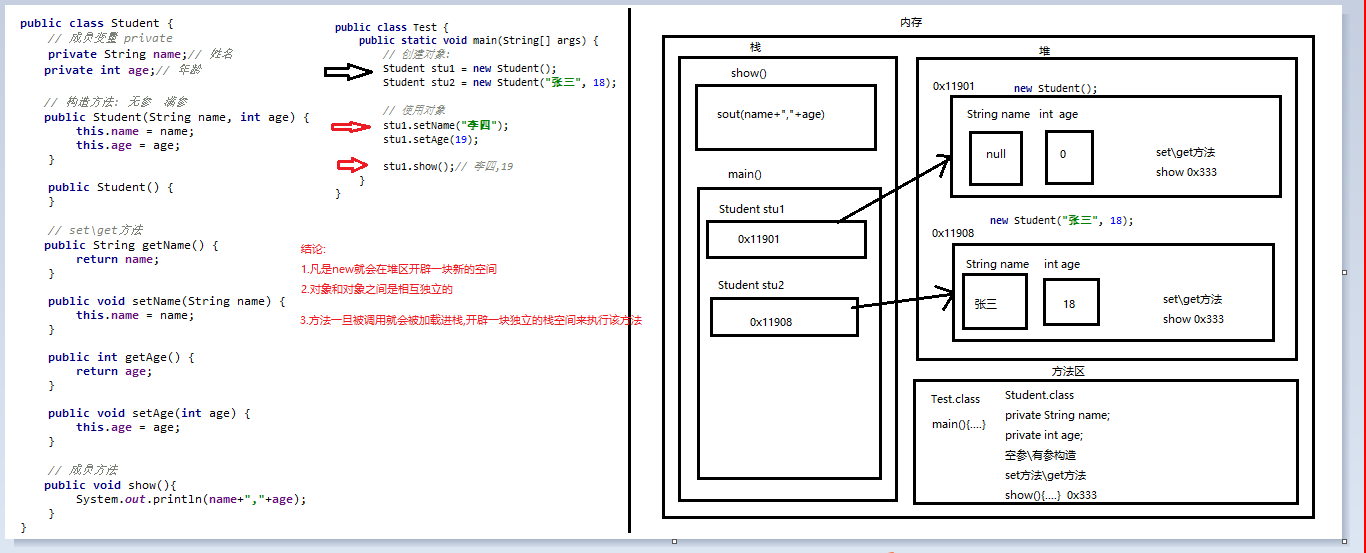 public class Student {
// 成员变量 private
private String name;// 姓名
private int age;// 年龄
// 构造方法: 无参 满参
public Student(String name, int age) {
this.name = name;
this.age = age;
}
public Student() {
}
// set\get方法
public String getName() {
return name;
}
public void setName(String name) {
this.name = name;
}
public int getAge() {
return age;
}
public void setAge(int age) {
this.age = age;
}
// 成员方法
public void show(){
System.out.println(name+","+age);
}
}
public class Test {
public static void main(String[] args) {
// 创建对象:
Student stu1 = new Student();
Student stu2 = new Student("张三", 18);
// 使用对象
stu1.setName("李四");
stu1.setAge(19);
stu1.show();// 李四,19
}
}
结论:
1.凡是new就会在堆区开辟一块新的空间
2.对象和对象之间是相互独立的
3.方法一旦被调用就会被加载进栈,开辟一块独立的栈空间来执行该方法
内存
栈
show()
sout(name+","+age)
main()
Student stu1
0x11901
Student stu2
0x11908
堆
0x11901
new Student();
String name
int age
null
0
set\get方法
show 0x333
new Student("张三", 18);
0x11908
String name
int age
张三
18
set\get方法
show 0x333
方法区
Test.class
main(){....}
Student.class
private String name;
private int age;
空参\有参构造
set方法\get方法
show(){....} 0x333